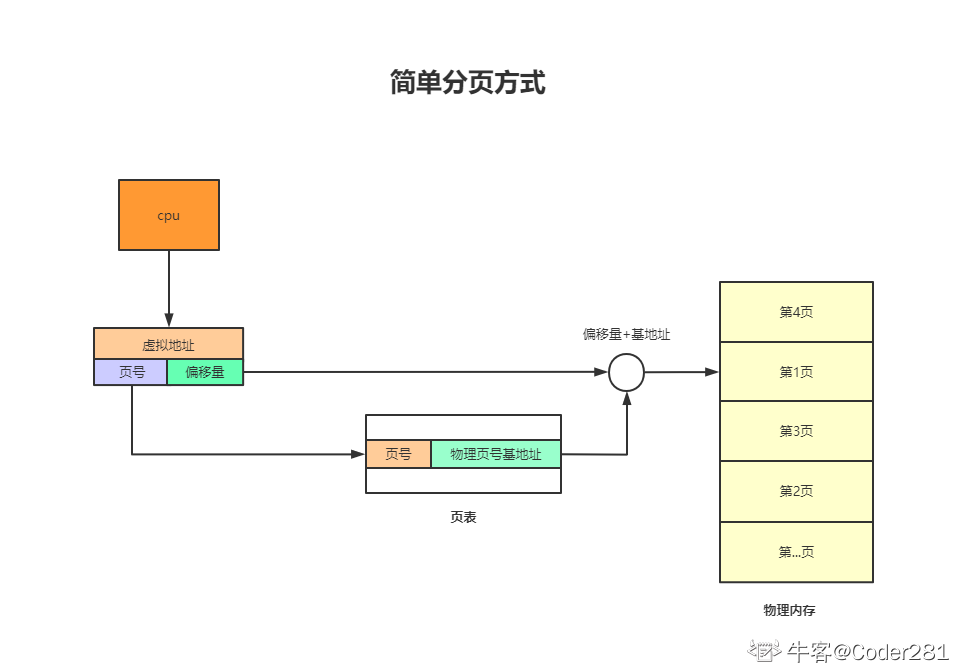 简单分页方式
cpu
虚拟地址
页号
偏移量
偏移量+基地址
页号
物理页号基地址
页表
第4页
第1页
第3页
第2页
第...页
物理内存
牛客@Coder281